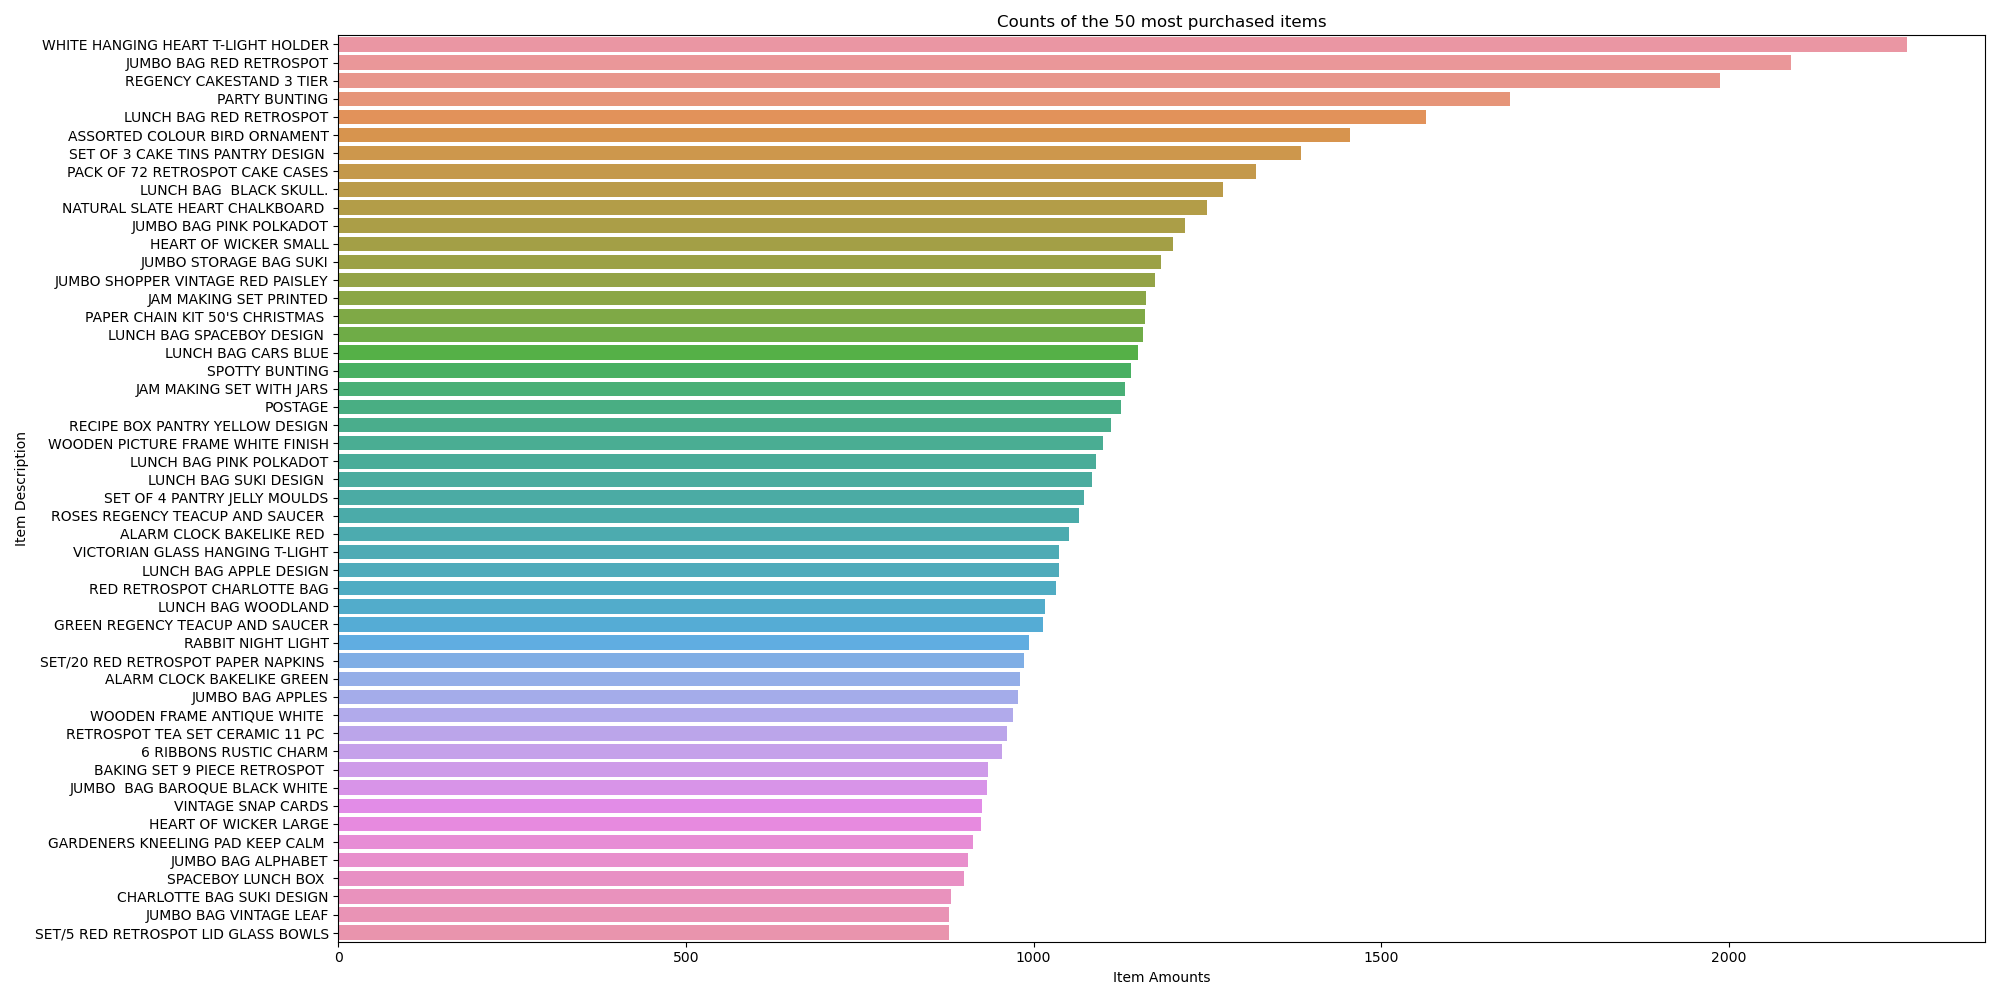 Counts of the 50 most purchased items
WHITE HANGING HEART T-LIGHT HOLDER
JUMBO BAG RED RETROSPOT
REGENCY CAKESTAND 3 TIER
PARTY BUNTING
LUNCH BAG RED RETROSPOT
ASSORTED COLOUR BIRD ORNAMENT
SET OF 3 CAKE TINS PANTRY DESIGN
PACK OF 72 RETROSPOT CAKE CASES
LUNCH BAG  BLACK SKULL.
NATURAL SLATE HEART CHALKBOARD
JUMBO BAG PINK POLKADOT
HEART OF WICKER SMALL
JUMBO STORAGE BAG SUKI
JUMBO SHOPPER VINTAGE RED PAISLEY
JAM MAKING SET PRINTED
PAPER CHAIN KIT 50'S CHRISTMAS
LUNCH BAG SPACEBOY DESIGN
LUNCH BAG CARS BLUE
SPOTTY BUNTING
JAM MAKING SET WITH JARS
POSTAGE
RECIPE BOX PANTRY YELLOW DESIGN
WOODEN PICTURE FRAME WHITE FINISH
LUNCH BAG PINK POLKADOT
LUNCH BAG SUKI DESIGN
SET OF 4 PANTRY JELLY MOULDS
ROSES REGENCY TEACUP AND SAUCER
ALARM CLOCK BAKELIKE RED
VICTORIAN GLASS HANGING T-LIGHT
LUNCH BAG APPLE DESIGN
RED RETROSPOT CHARLOTTE BAG
LUNCH BAG WOODLAND
GREEN REGENCY TEACUP AND SAUCER
RABBIT NIGHT LIGHT
SET/20 RED RETROSPOT PAPER NAPKINS
ALARM CLOCK BAKELIKE GREEN
JUMBO BAG APPLES
WOODEN FRAME ANTIQUE WHITE
RETROSPOT TEA SET CERAMIC 11 PC
6 RIBBONS RUSTIC CHARM
BAKING SET 9 PIECE RETROSPOT
JUMBO  BAG BAROQUE BLACK WHITE
VINTAGE SNAP CARDS
HEART OF WICKER LARGE
GARDENERS KNEELING PAD KEEP CALM
JUMBO BAG ALPHABET
SPACEBOY LUNCH BOX
CHARLOTTE BAG SUKI DESIGN
JUMBO BAG VINTAGE LEAF
SET/5 RED RETROSPOT LID GLASS BOWLS
Item Description
0 500 1000 1500 2000
Item Amounts